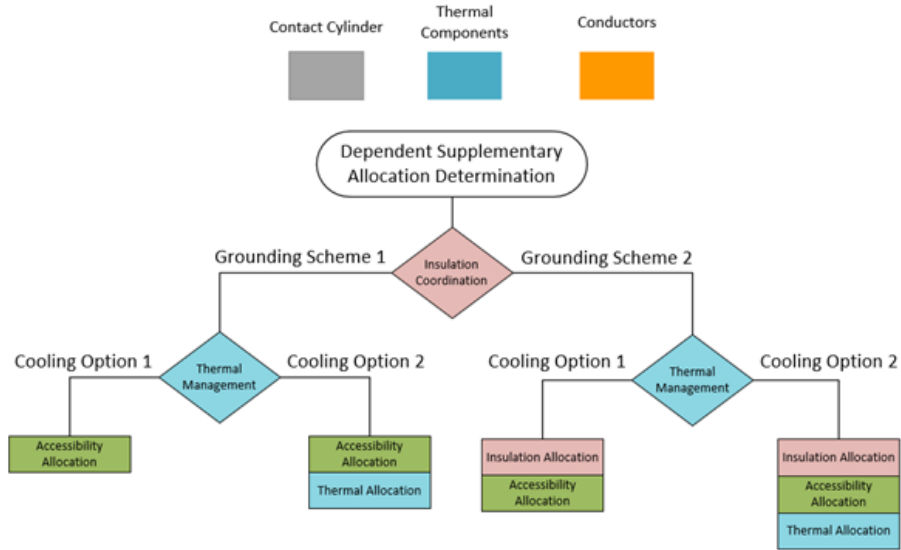 Contact Cylinder
Thermal
Components
Conductors
Dependent Supplementary
Allocation Determination
Insulation
Coordination
Grounding Scheme 1
Grounding Scheme 2
Thermal
Management
Cooling Option 1
Cooling Option 2
Thermal
Management
Cooling Option 1
Cooling Option 2
Accessibility
Allocation
Accessibility
Allocation
Thermal Allocation
Insulation Allocation
Accessibility
Allocation
Insulation Allocation
Accessibility
Allocation
Thermal Allocation